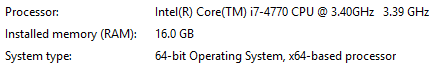 Processor: Intel(R) Core(TM) i7-4770 CPU @ 3.40GHz 3.39 GHz
Installed memory (RAM): 16.0 GB
System type: 64-bit Operating System, x64-based processor